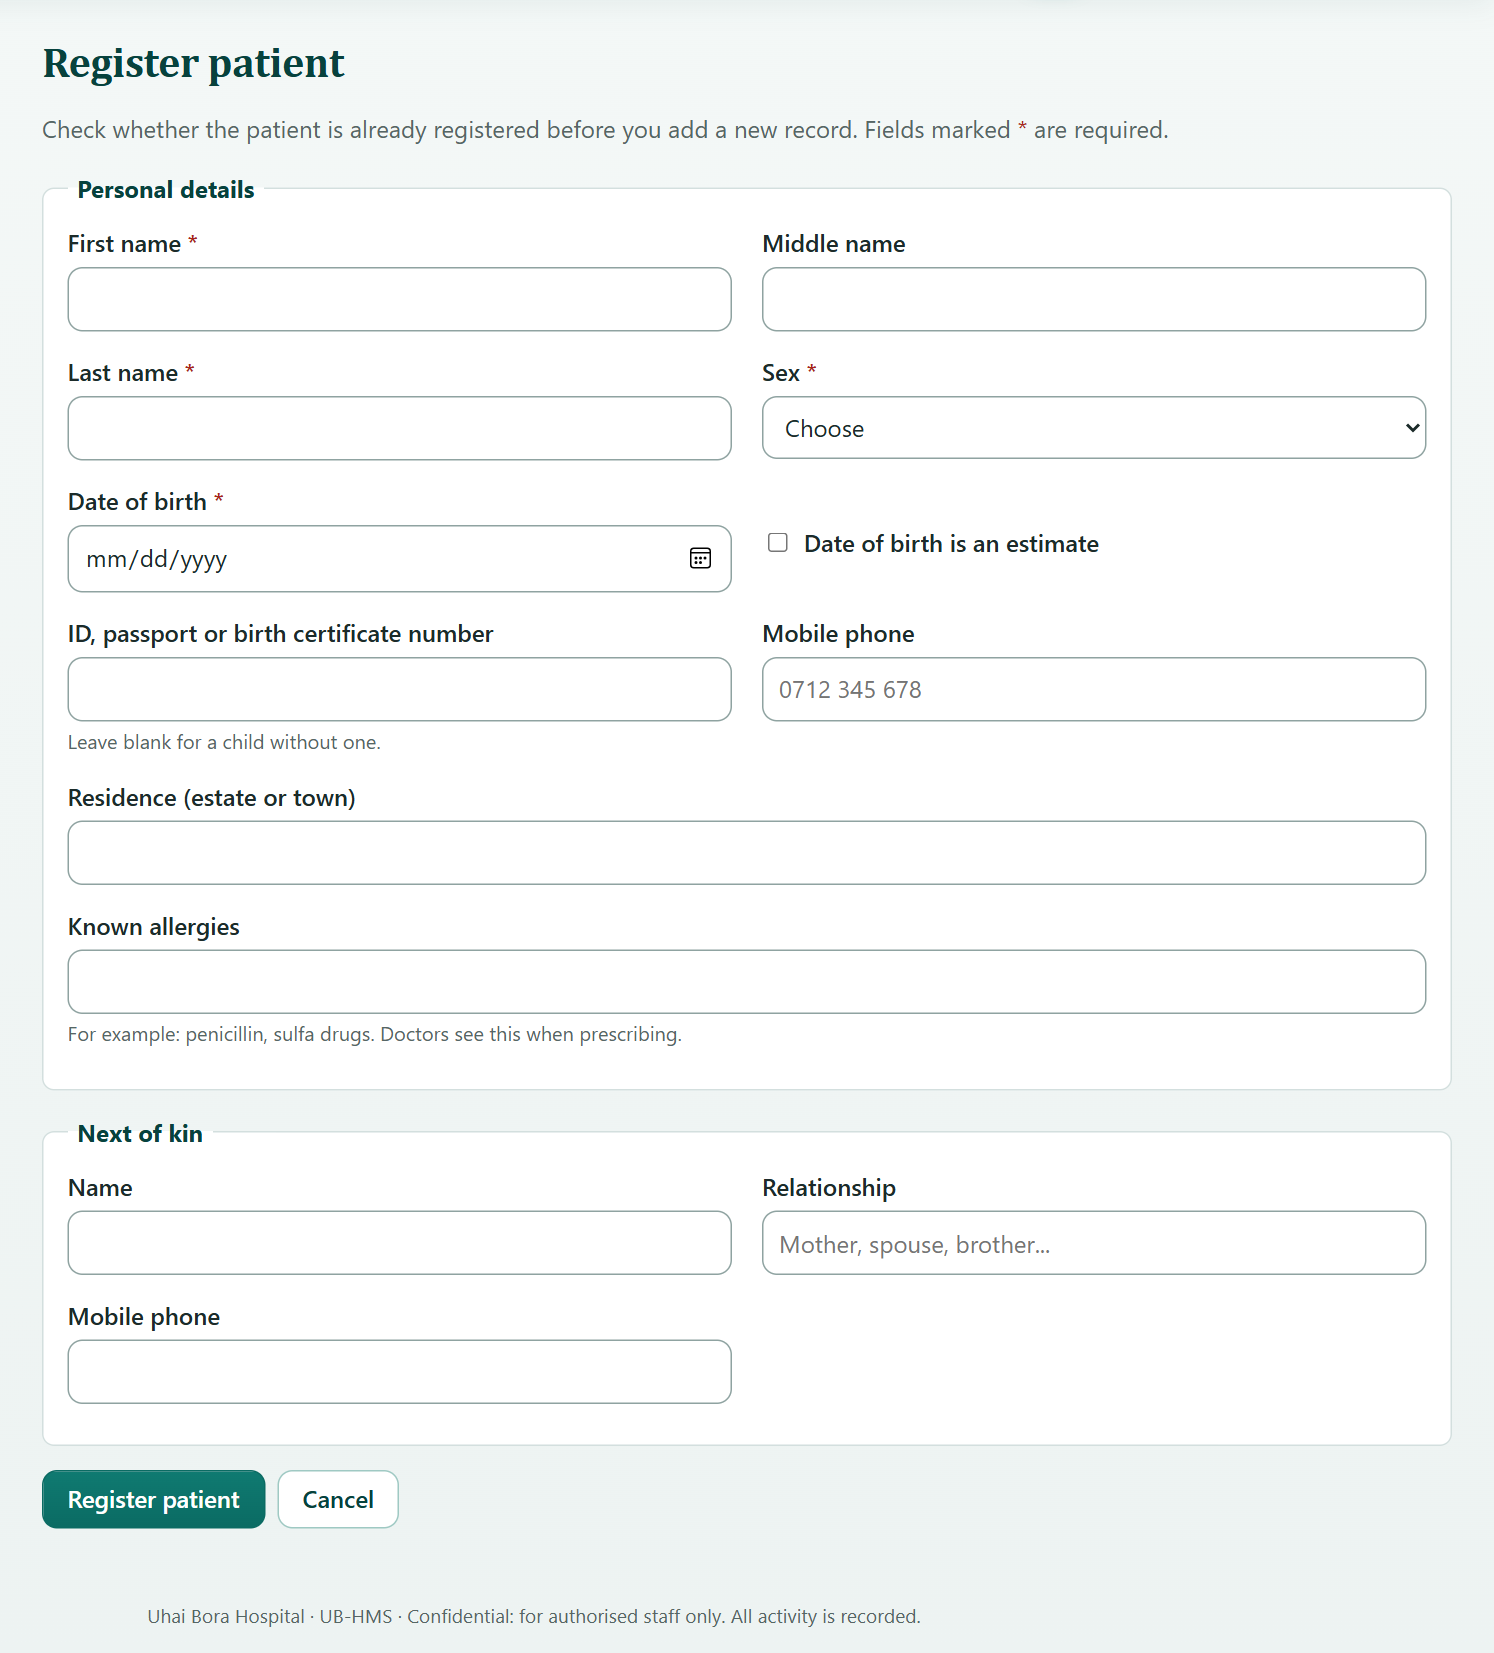 Register patient
Check whether the patient is already registered before you add a new record. Fields marked * are required.
Personal details
First name *
Middle name
Last name *
Sex *
Choose
Date of birth *
mm/dd/yyyy
Date of birth is an estimate
ID, passport or birth certificate number
Mobile phone
0712 345 678
Leave blank for a child without one.
Residence (estate or town)
Known allergies
For example: penicillin, sulfa drugs. Doctors see this when prescribing.
Next of kin
Name
Relationship
Mother, spouse, brother...
Mobile phone
Register patient
Cancel
Uhai Bora Hospital · UB-HMS · Confidential: for authorised staff only. All activity is recorded.